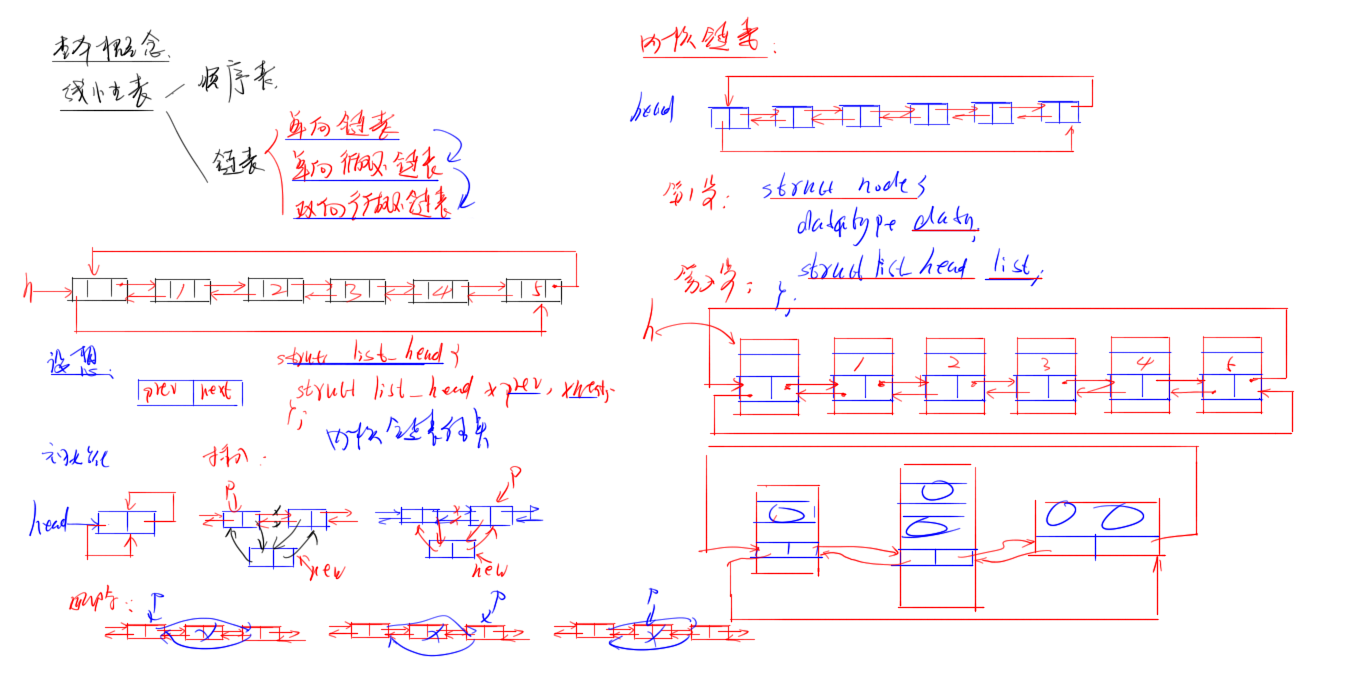 基本概念.
线性表 顺序表.
链表
单向链表
单向循环链表
双向循环链表
h
1 2 3 4 5
设想:
prev next
struct list_head {
struct list_head *prev, *next;
};
内核链表结点
初始化
插入:
head
P
new
P
new
删除:
P
P
P
内核链表.
head
第1步: struct node {
datatype data;
struct list_head list;
};
第2步:
h
1 2 3 4 5